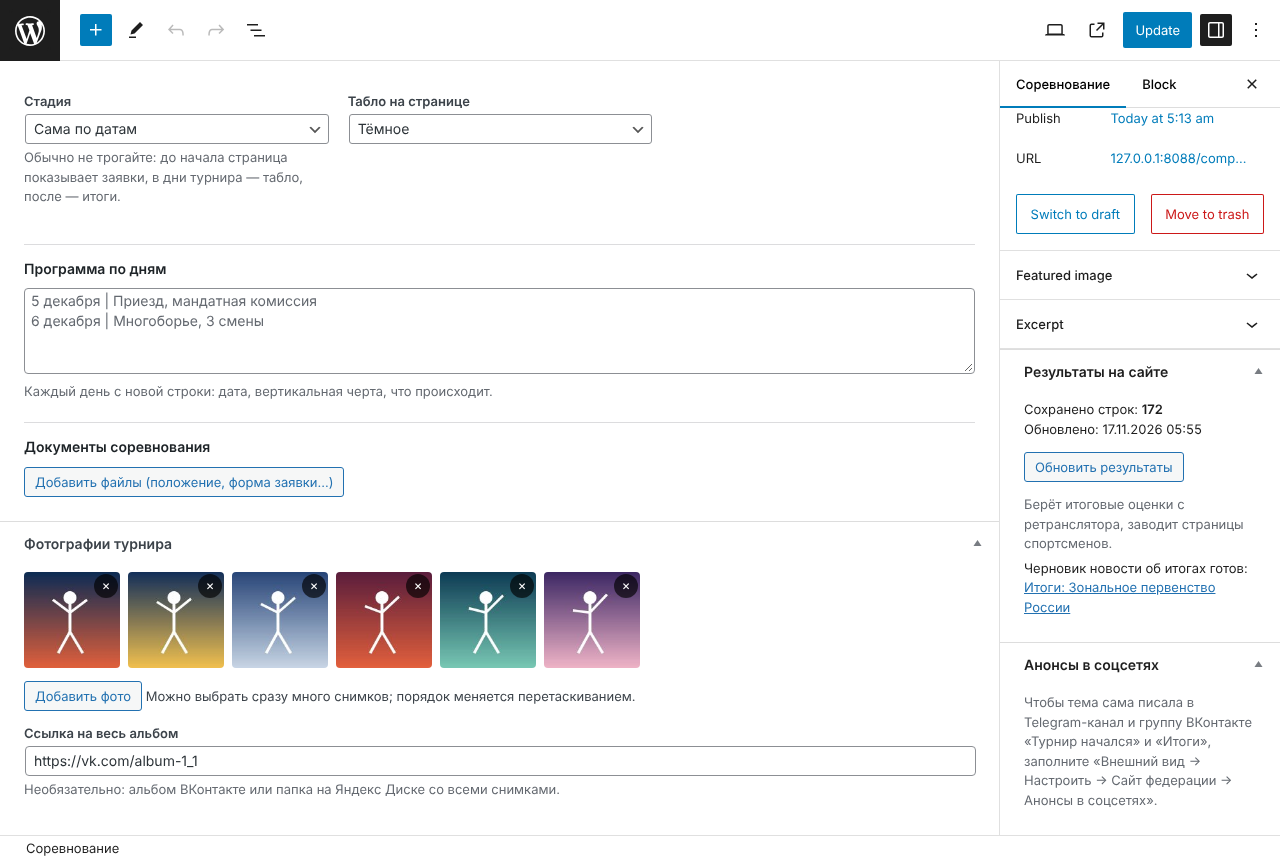 Update
Стадия
Табло на странице
Сама по датам
Тёмное
Обычно не трогайте: до начала страница
показывает заявки, в дни турнира — табло,
после — итоги.
Программа по дням
5 декабря | Приезд, мандатная комиссия
6 декабря | Многоборье, 3 смены
Каждый день с новой строки: дата, вертикальная черта, что происходит.
Документы соревнования
Добавить файлы (положение, форма заявки...)
Фотографии турнира
Добавить фото Можно выбрать сразу много снимков; порядок меняется перетаскиванием.
Ссылка на весь альбом
https://vk.com/album-1_1
Необязательно: альбом ВКонтакте или папка на Яндекс Диске со всеми снимками.
Соревнование
Block
Publish
Today at 5:13 am
URL
127.0.0.1:8088/comp...
Switch to draft
Move to trash
Featured image
Excerpt
Результаты на сайте
Сохранено строк: 172
Обновлено: 17.11.2026 05:55
Обновить результаты
Берёт итоговые оценки с
ретранслятора, заводит страницы
спортсменов.
Черновик новости об итогах готов:
Итоги: Зональное первенство
России
Анонсы в соцсетях
Чтобы тема сама писала в
Telegram-канал и группу ВКонтакте
«Турнир начался» и «Итоги»,
заполните «Внешний вид →
Настроить → Сайт федерации →
Анонсы в соцсетях».
Соревнование